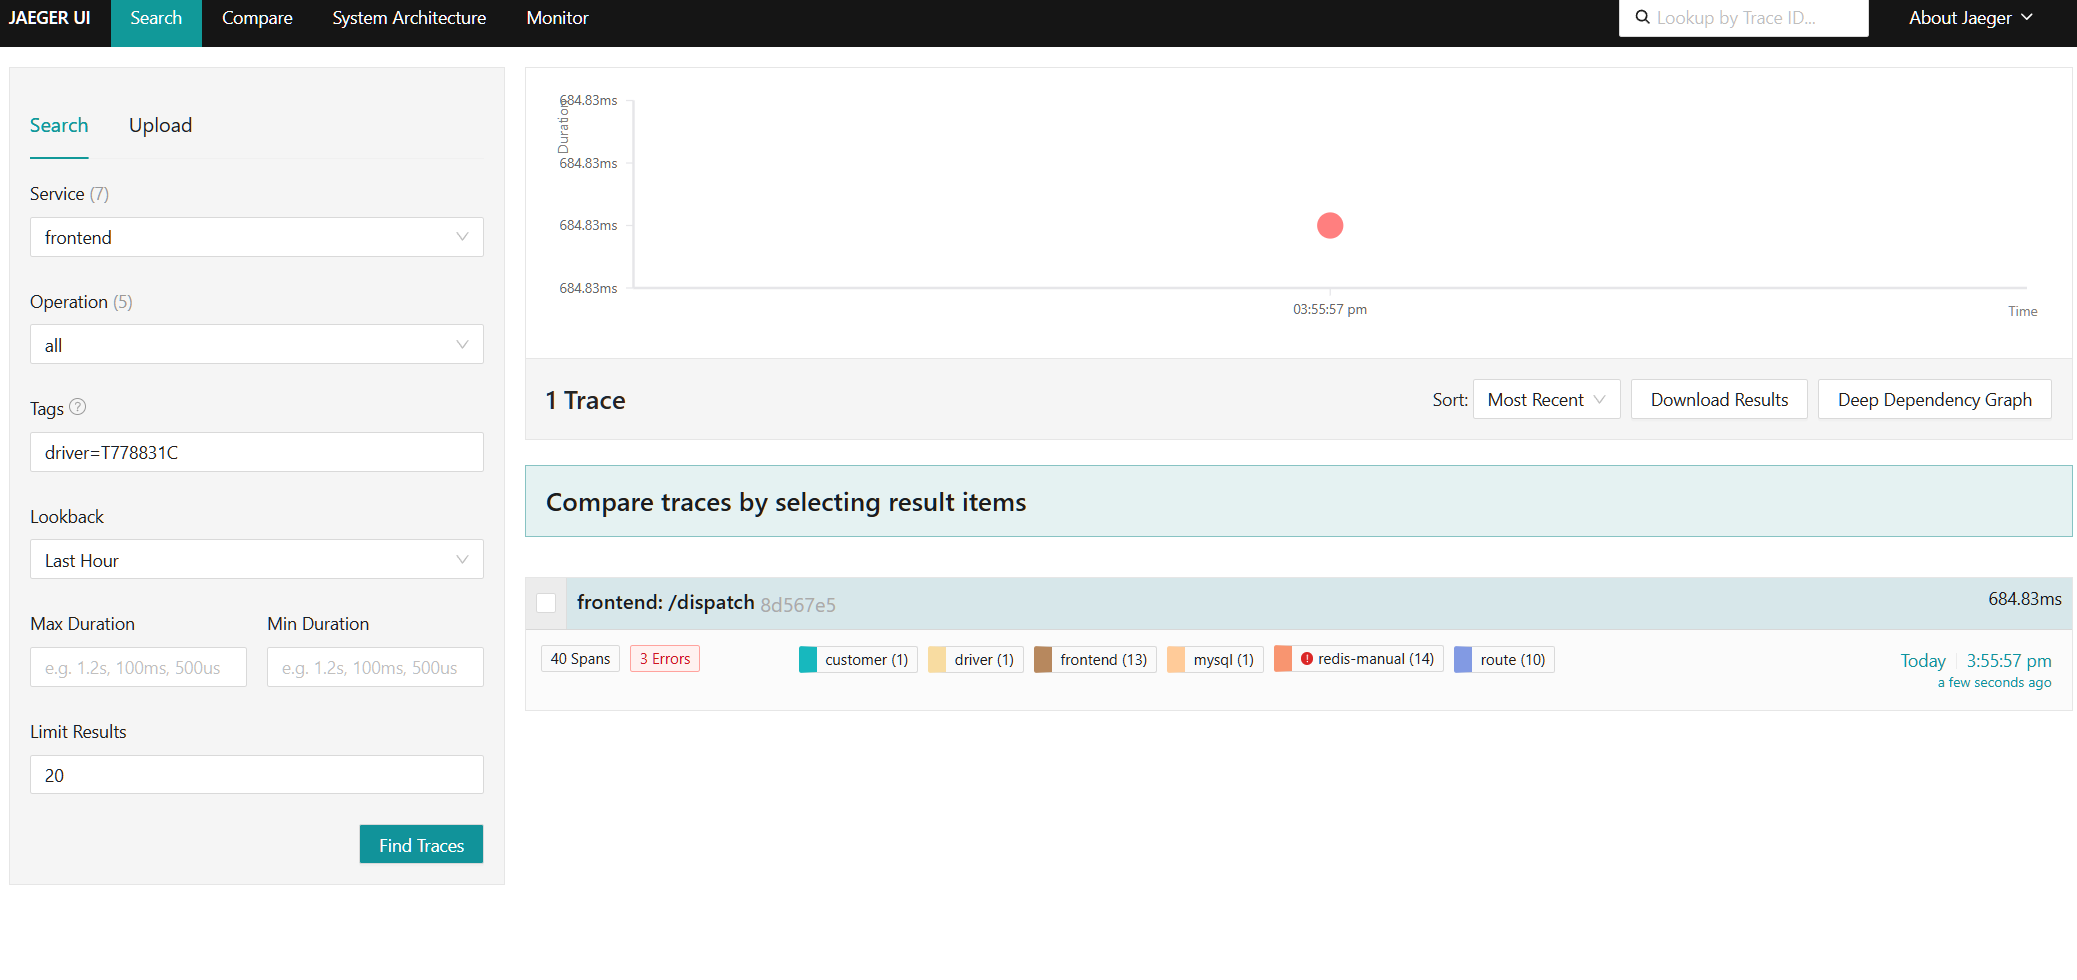 JAEGER UI Search Compare System Architecture Monitor Lookup by Trace ID... About Jaeger
Search Upload
Service (7)
frontend
Operation (5)
all
Tags ?
driver=T778831C
Lookback
Last Hour
Max Duration Min Duration
e.g. 1.2s, 100ms, 500us e.g. 1.2s, 100ms, 500us
Limit Results
20
Find Traces
Duration
684.83ms
684.83ms
684.83ms
684.83ms
03:55:57 pm
Time
1 Trace
Sort: Most Recent Download Results Deep Dependency Graph
Compare traces by selecting result items
frontend: /dispatch 8d567e5 684.83ms
40 Spans 3 Errors customer (1) driver (1) frontend (13) mysql (1) redis-manual (14) route (10) Today 3:55:57 pm
a few seconds ago